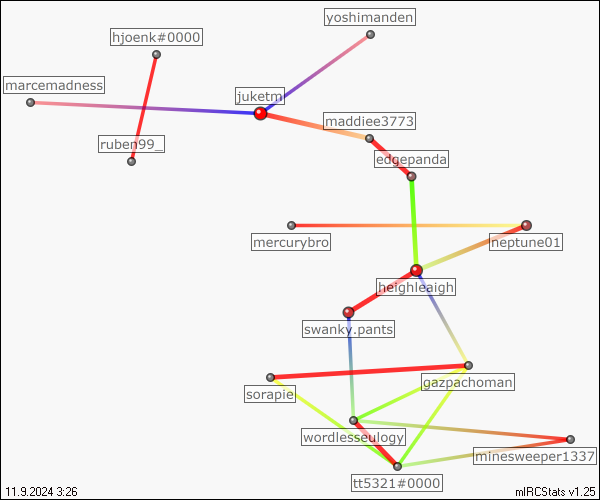 yoshimanden
hjoenk#0000
marcemadness
juketm
maddiee3773
ruben99_
edgepanda
mercurybro
neptune01
heighleaigh
swanky.pants
gazpachoman
sorapie
wordlesseulogy
minesweeper1337
tt5321#0000
11.9.2024 3:26
mIRCStats v1.25